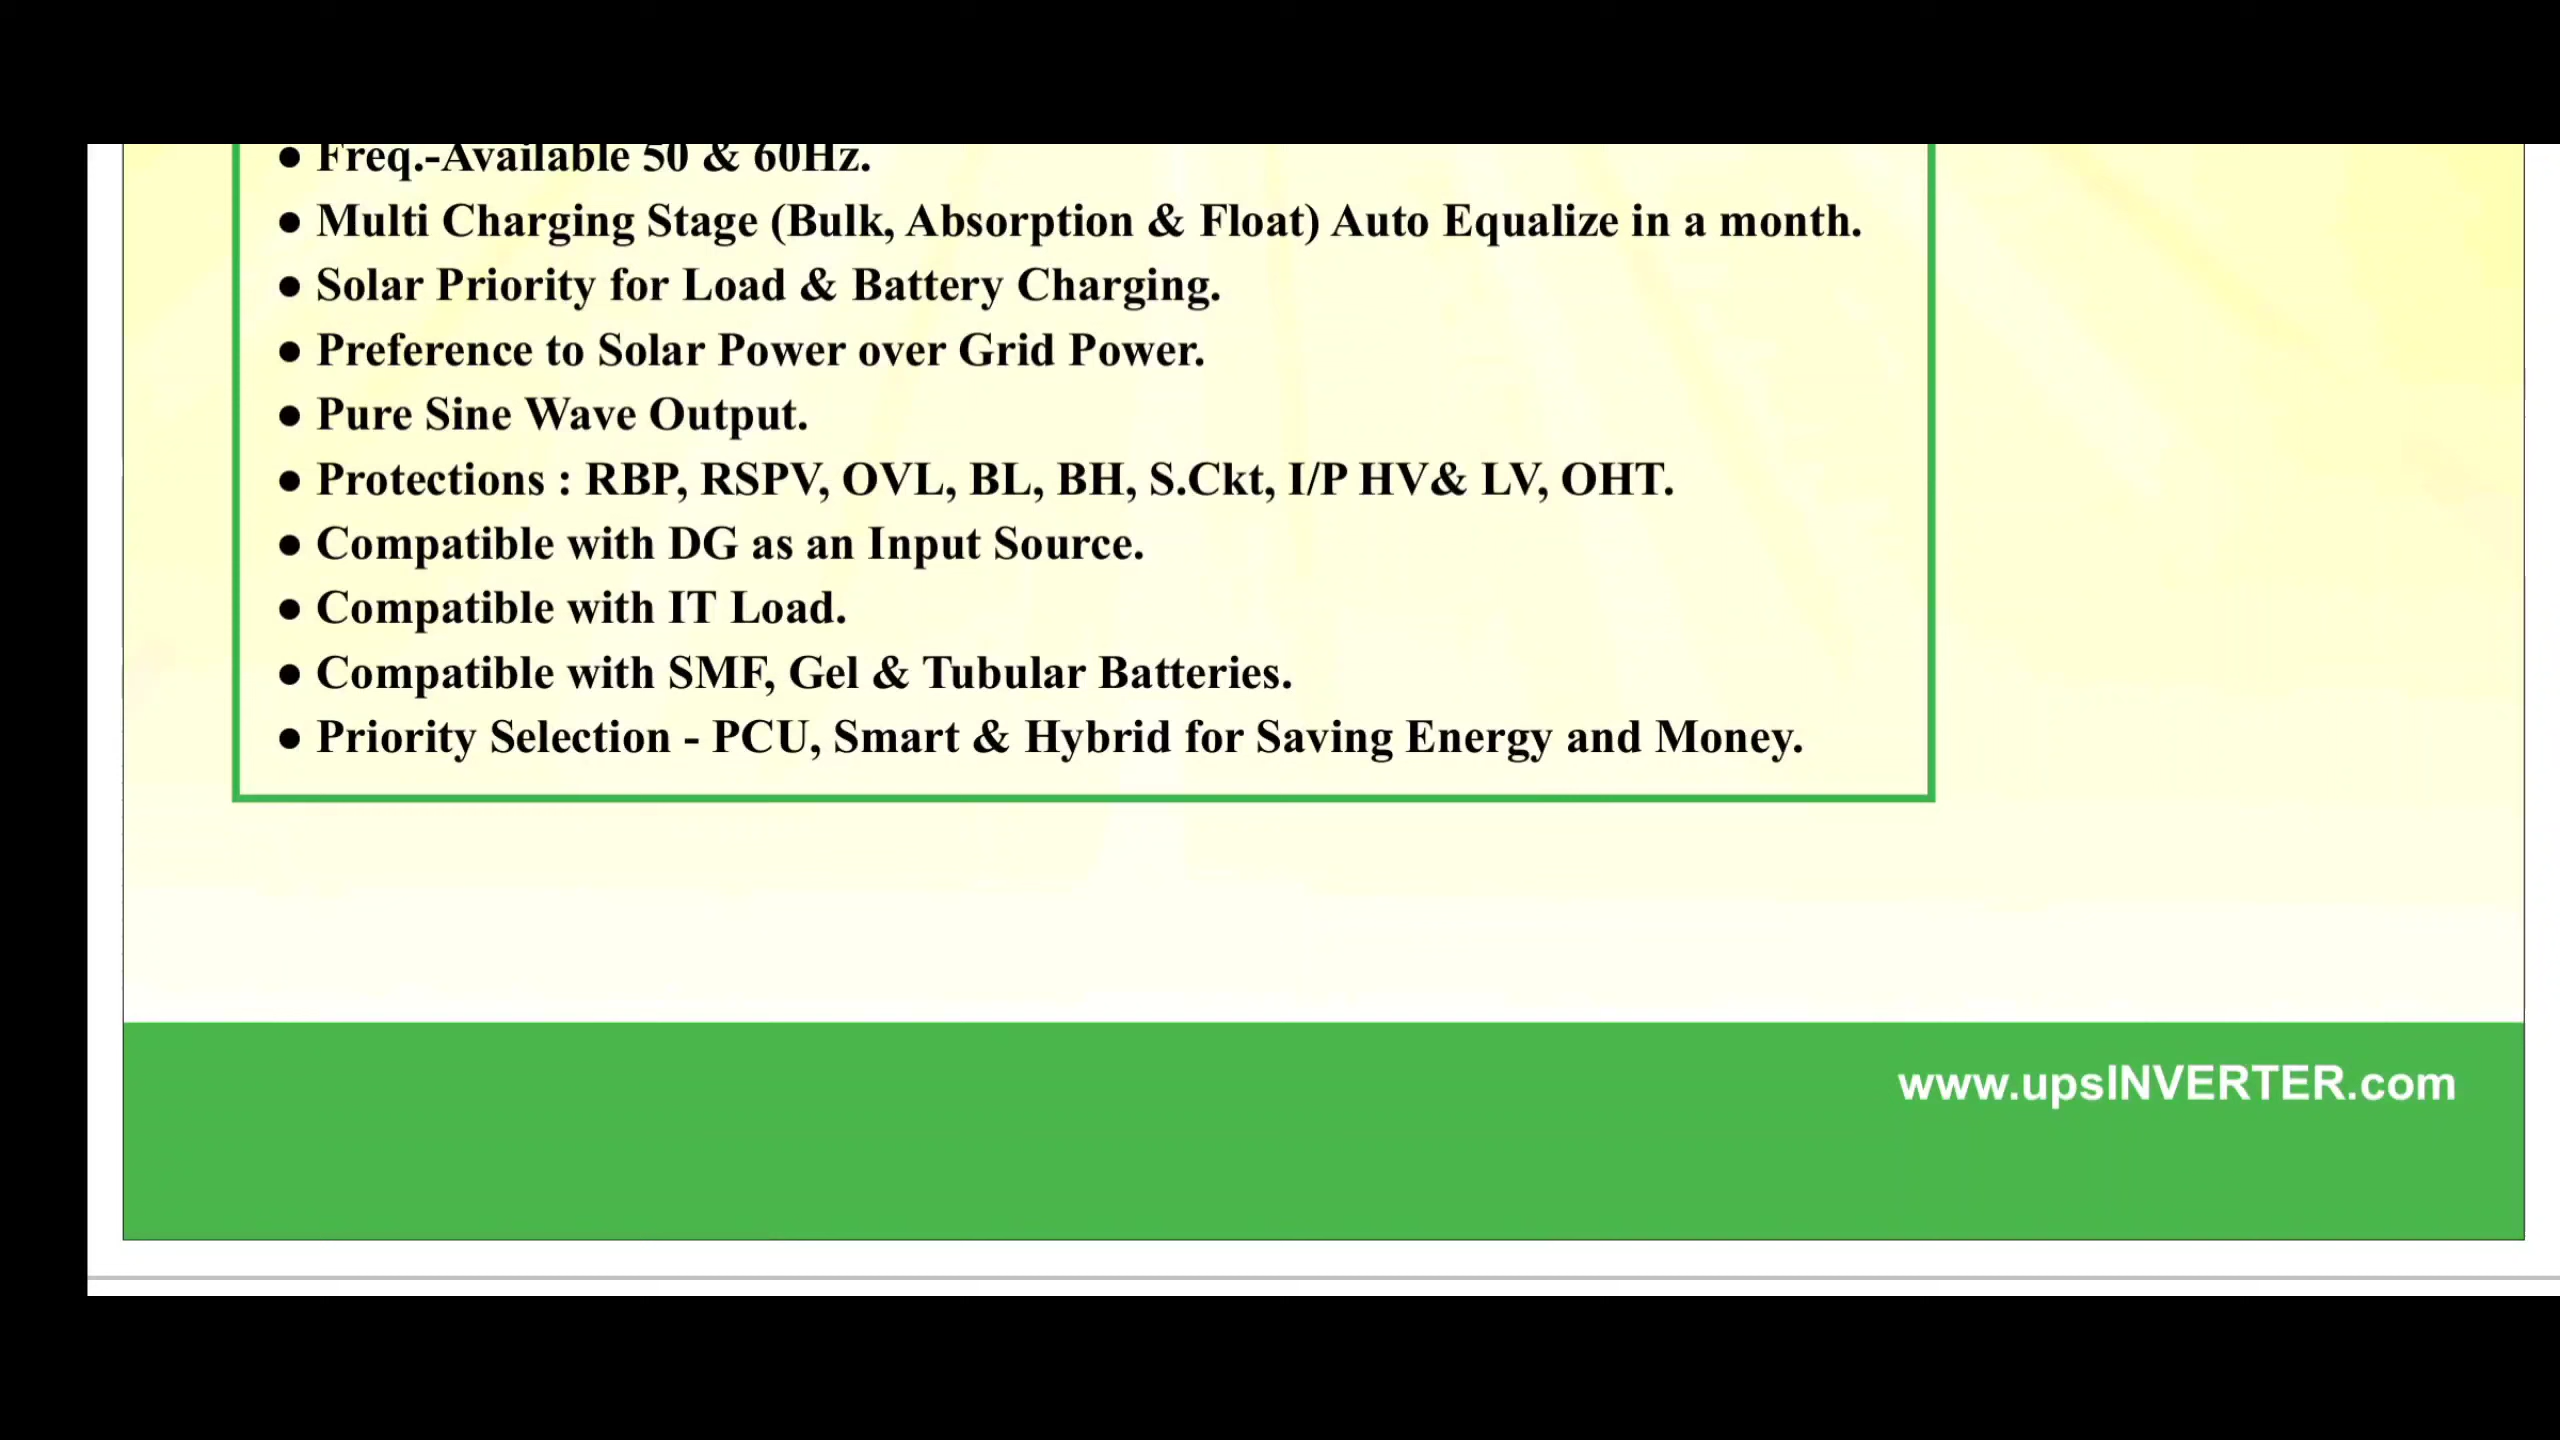 ● Freq.-Available 50 & 60Hz.
● Multi Charging Stage (Bulk, Absorption & Float) Auto Equalize in a month.
● Solar Priority for Load & Battery Charging.
● Preference to Solar Power over Grid Power.
● Pure Sine Wave Output.
● Protections : RBP, RSPV, OVL, BL, BH, S.Ckt, I/P HV& LV, OHT.
● Compatible with DG as an Input Source.
● Compatible with IT Load.
● Compatible with SMF, Gel & Tubular Batteries.
● Priority Selection - PCU, Smart & Hybrid for Saving Energy and Money.
www.upsINVERTER.com